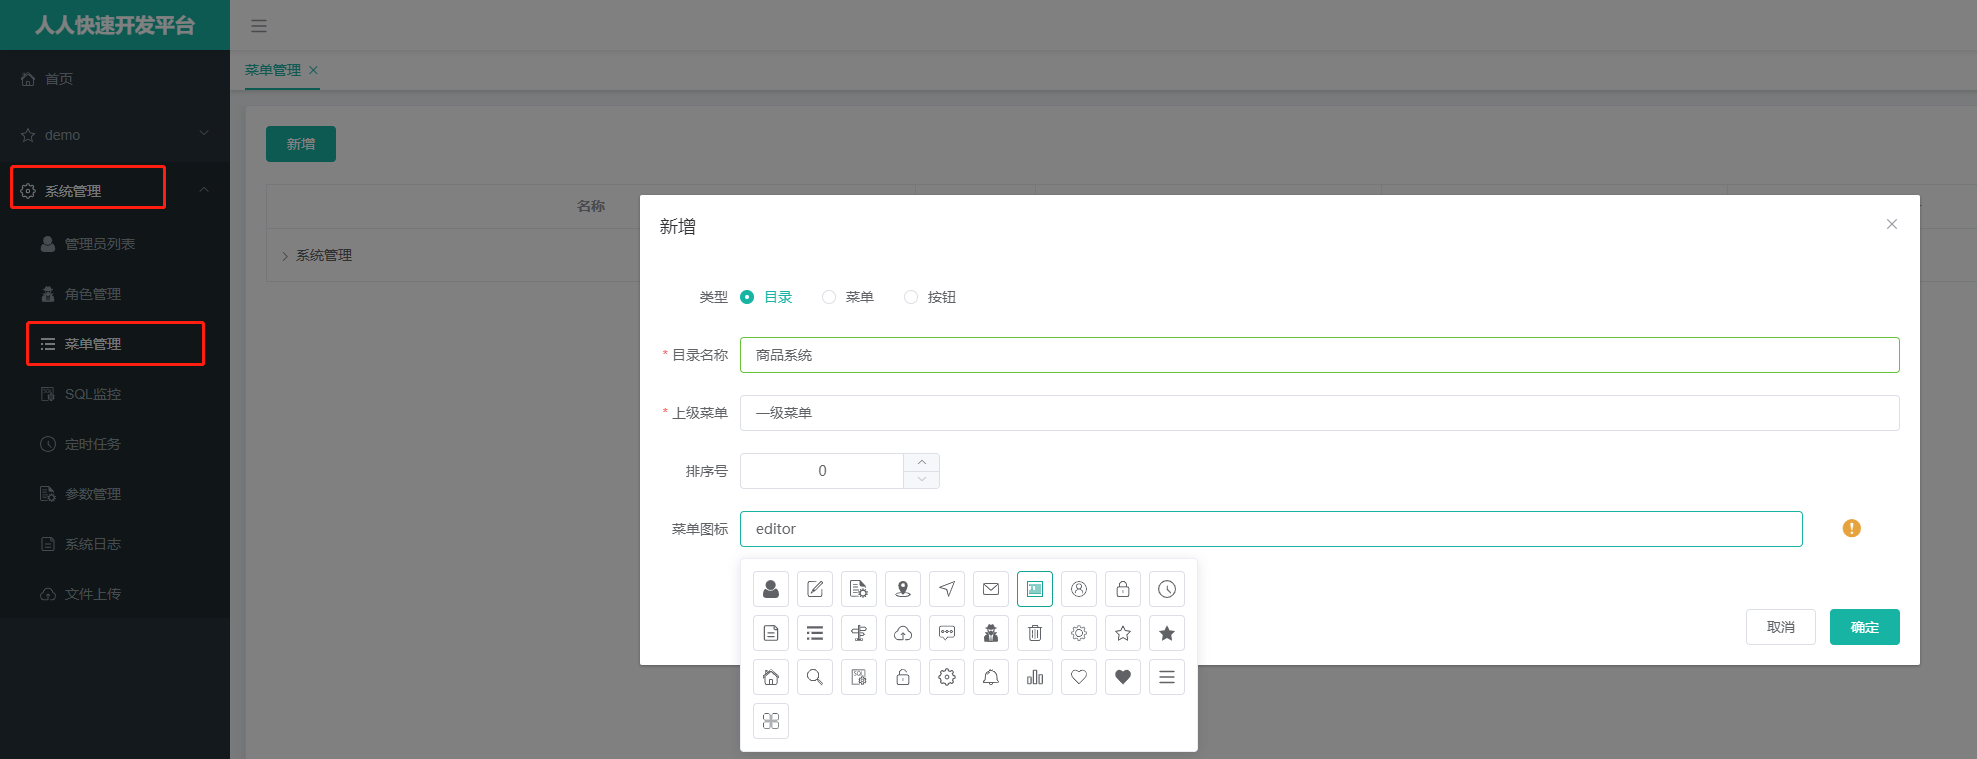 人人快速开发平台
首页
demo
系统管理
管理员列表
角色管理
菜单管理
SQL监控
定时任务
参数管理
系统日志
文件上传
菜单管理
新增
名称
系统管理
新增
类型 目录 菜单 按钮
* 目录名称 商品系统
* 上级菜单 一级菜单
排序号 0
菜单图标 editor
取消 确定